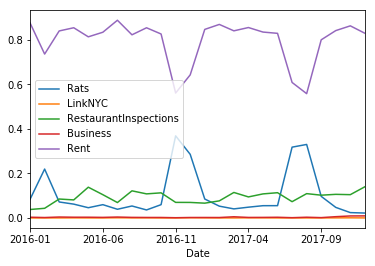 0.8
0.6
0.4
0.2
0.0
Rats
LinkNYC
RestaurantInspections
Business
Rent
2016-01 2016-06 2016-11 2017-04 2017-09
Date